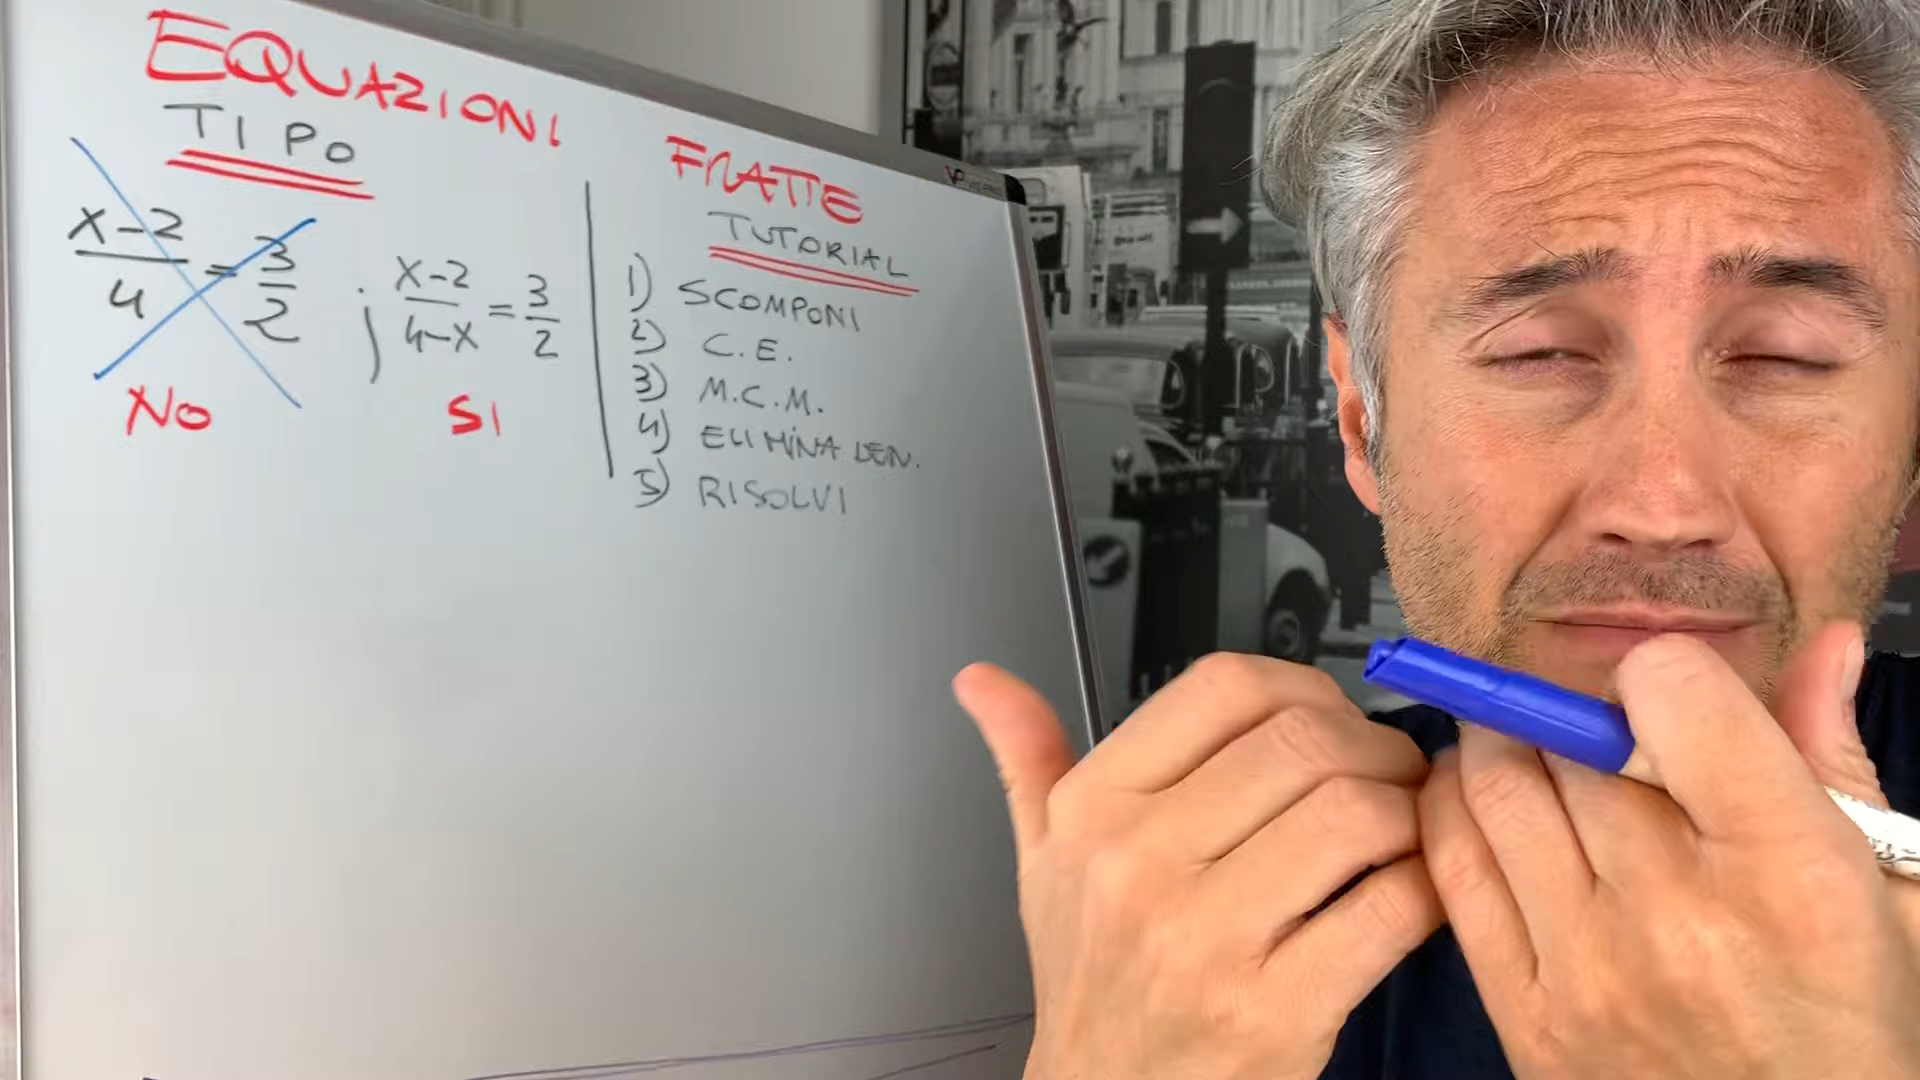 EQUAZIONI FRATTE
TIPO
x-2
4
=
3
2
;
x-2
4-x
=
3
2
NO
SI
TUTORIAL
1) SCOMPONI
2) C.E.
3) M.C.M.
4) ELIMINA DEN.
5) RISOLVI